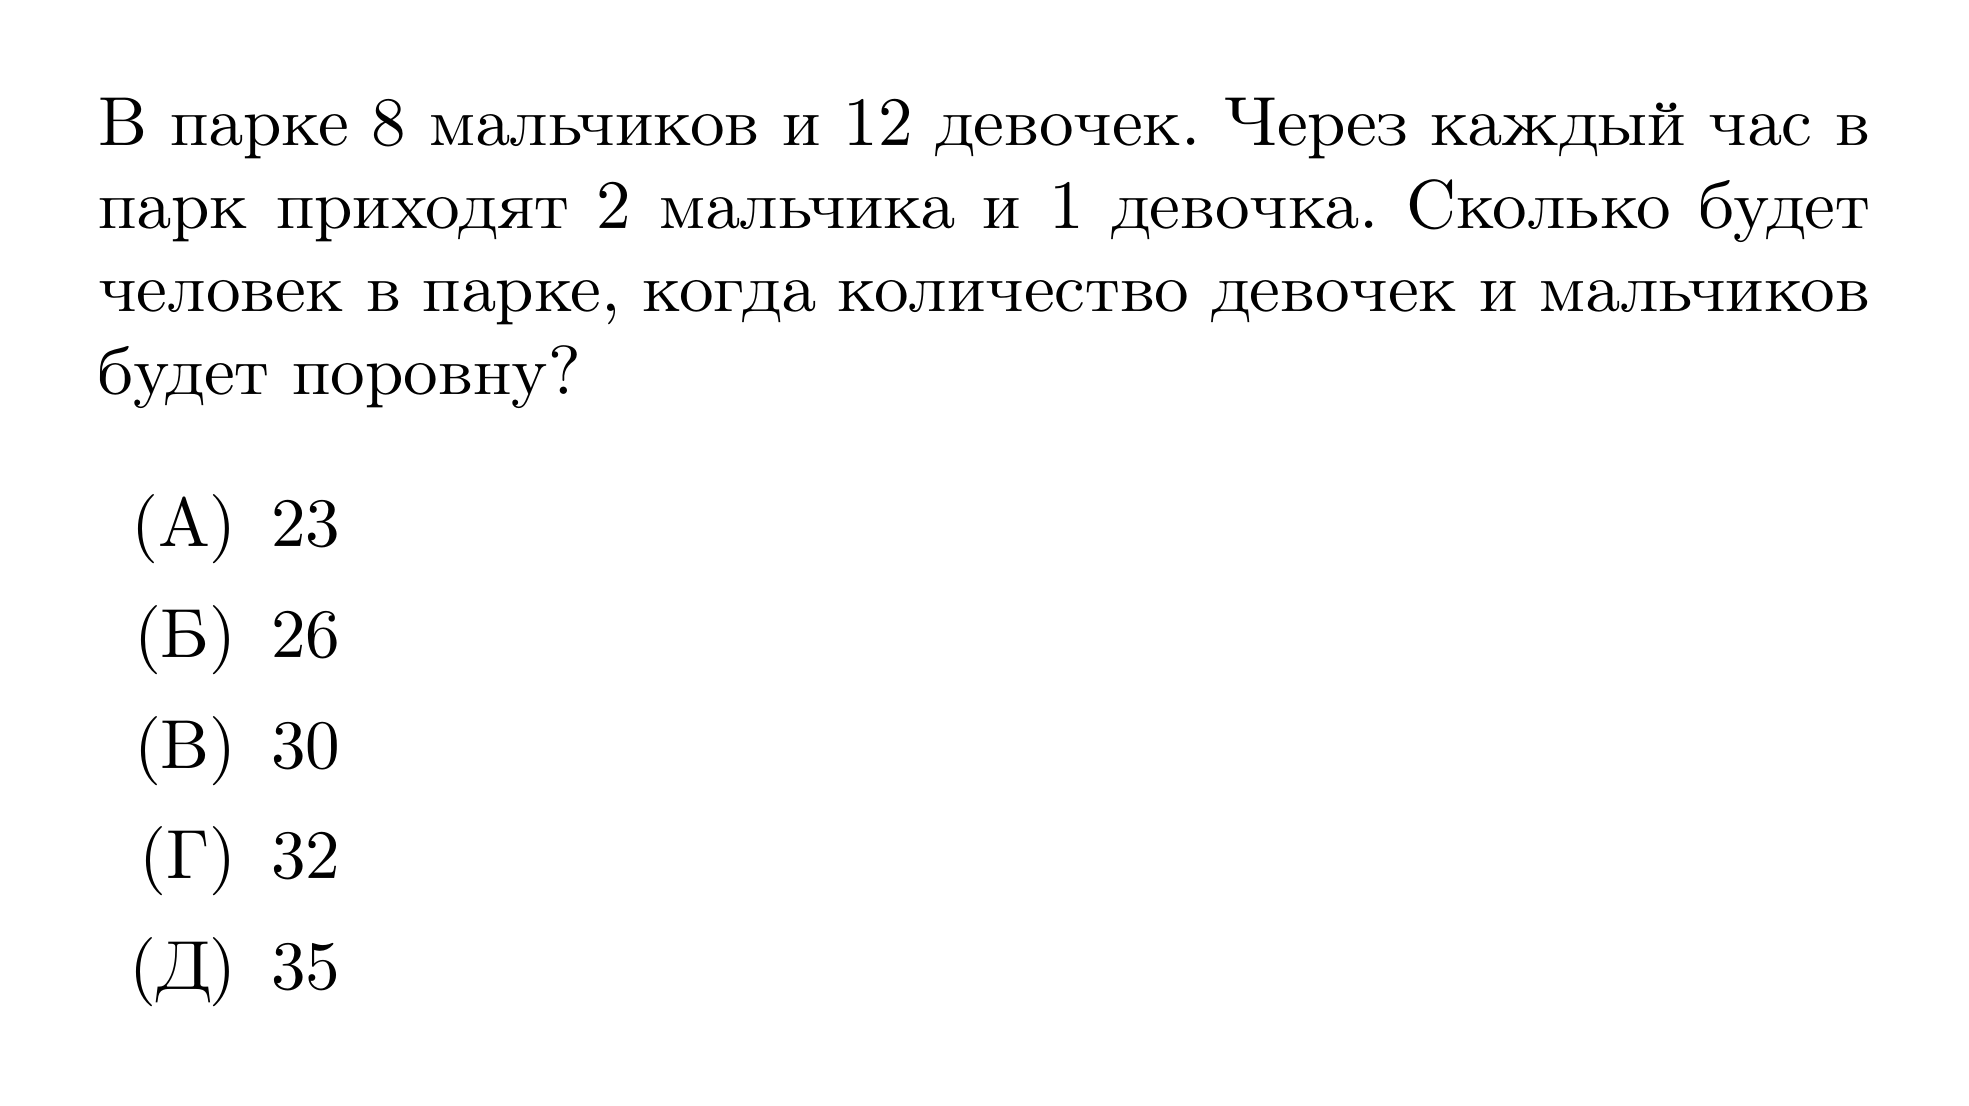 В парке 8 мальчиков и 12 девочек. Через каждый час в
парк приходят 2 мальчика и 1 девочка. Сколько будет
человек в парке, когда количество девочек и мальчиков
будет поровну?
(А) 23
(Б) 26
(В) 30
(Г) 32
(Д) 35